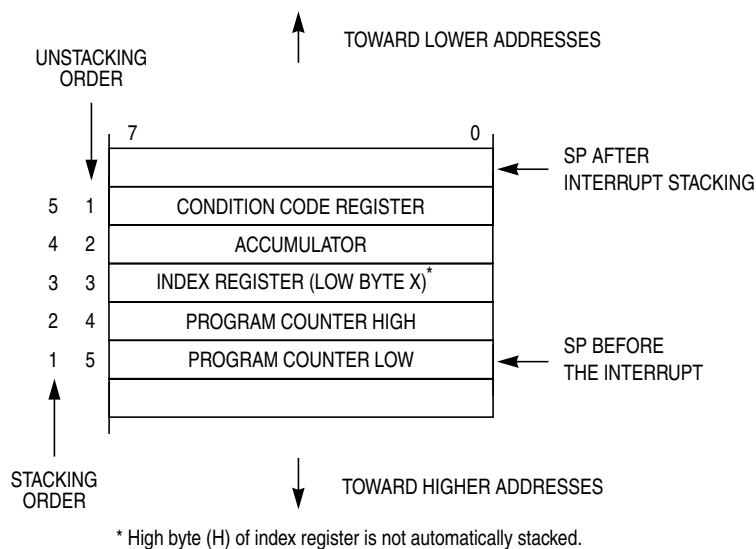 TOWARD LOWER ADDRESSES
UNSTACKING
ORDER
7 0
SP AFTER
INTERRUPT STACKING
5 1 CONDITION CODE REGISTER
4 2 ACCUMULATOR
3 3 INDEX REGISTER (LOW BYTE X)*
2 4 PROGRAM COUNTER HIGH
1 5 PROGRAM COUNTER LOW
SP BEFORE
THE INTERRUPT
STACKING
ORDER
TOWARD HIGHER ADDRESSES
* High byte (H) of index register is not automatically stacked.